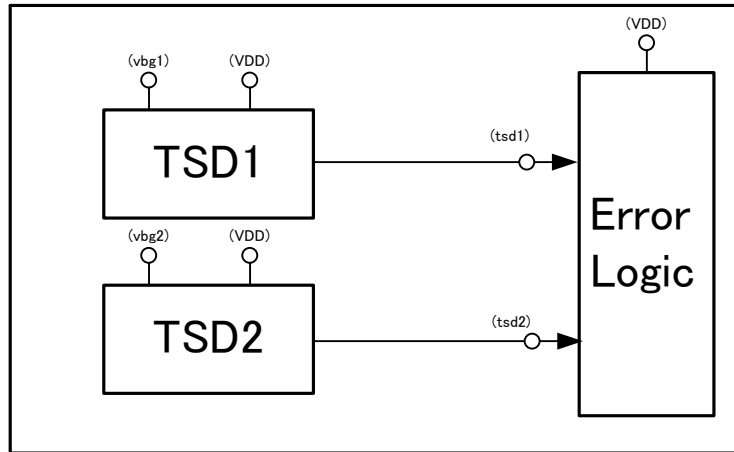 (vbg1)
(VDD)
(VDD)
TSD1
(tsd1)
Error
Logic
(vbg2)
(VDD)
TSD2
(tsd2)